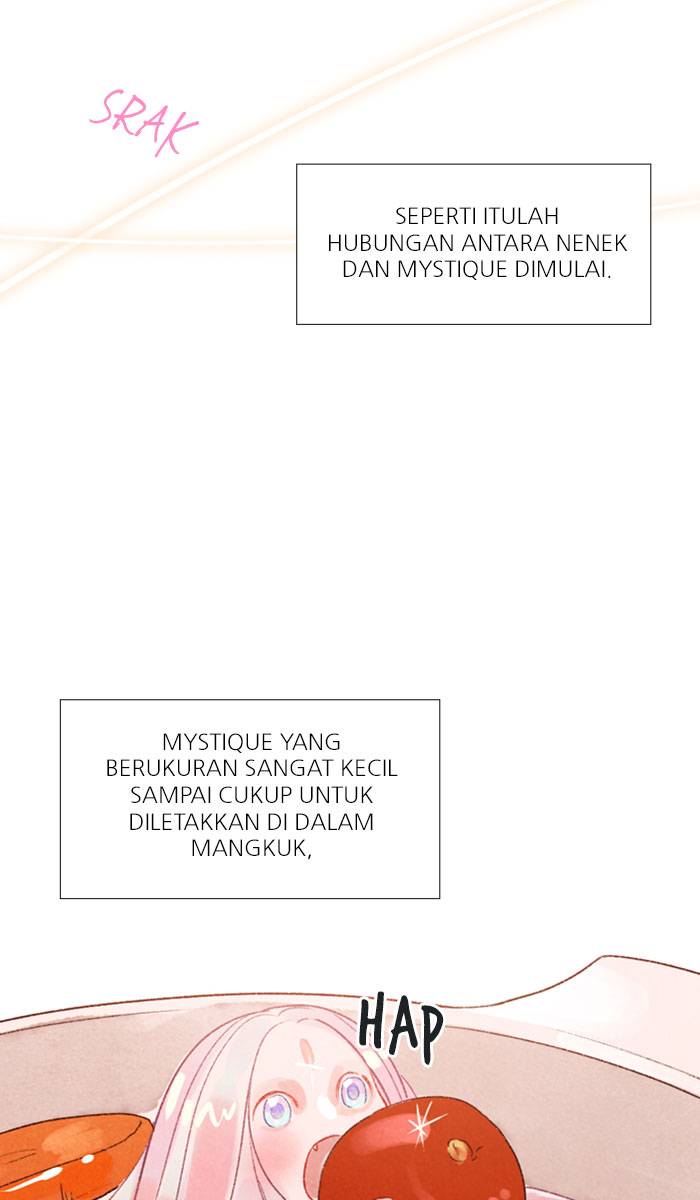 SRAK
SEPERTI ITULAH
HUBUNGAN ANTARA NENEK
DAN MYSTIQUE DIMULAI.
MYSTIQUE YANG
BERUKURAN SANGAT KECIL
SAMPAI CUKUP UNTUK
DILETAKKAN DI DALAM
MANGKUK,
HAP